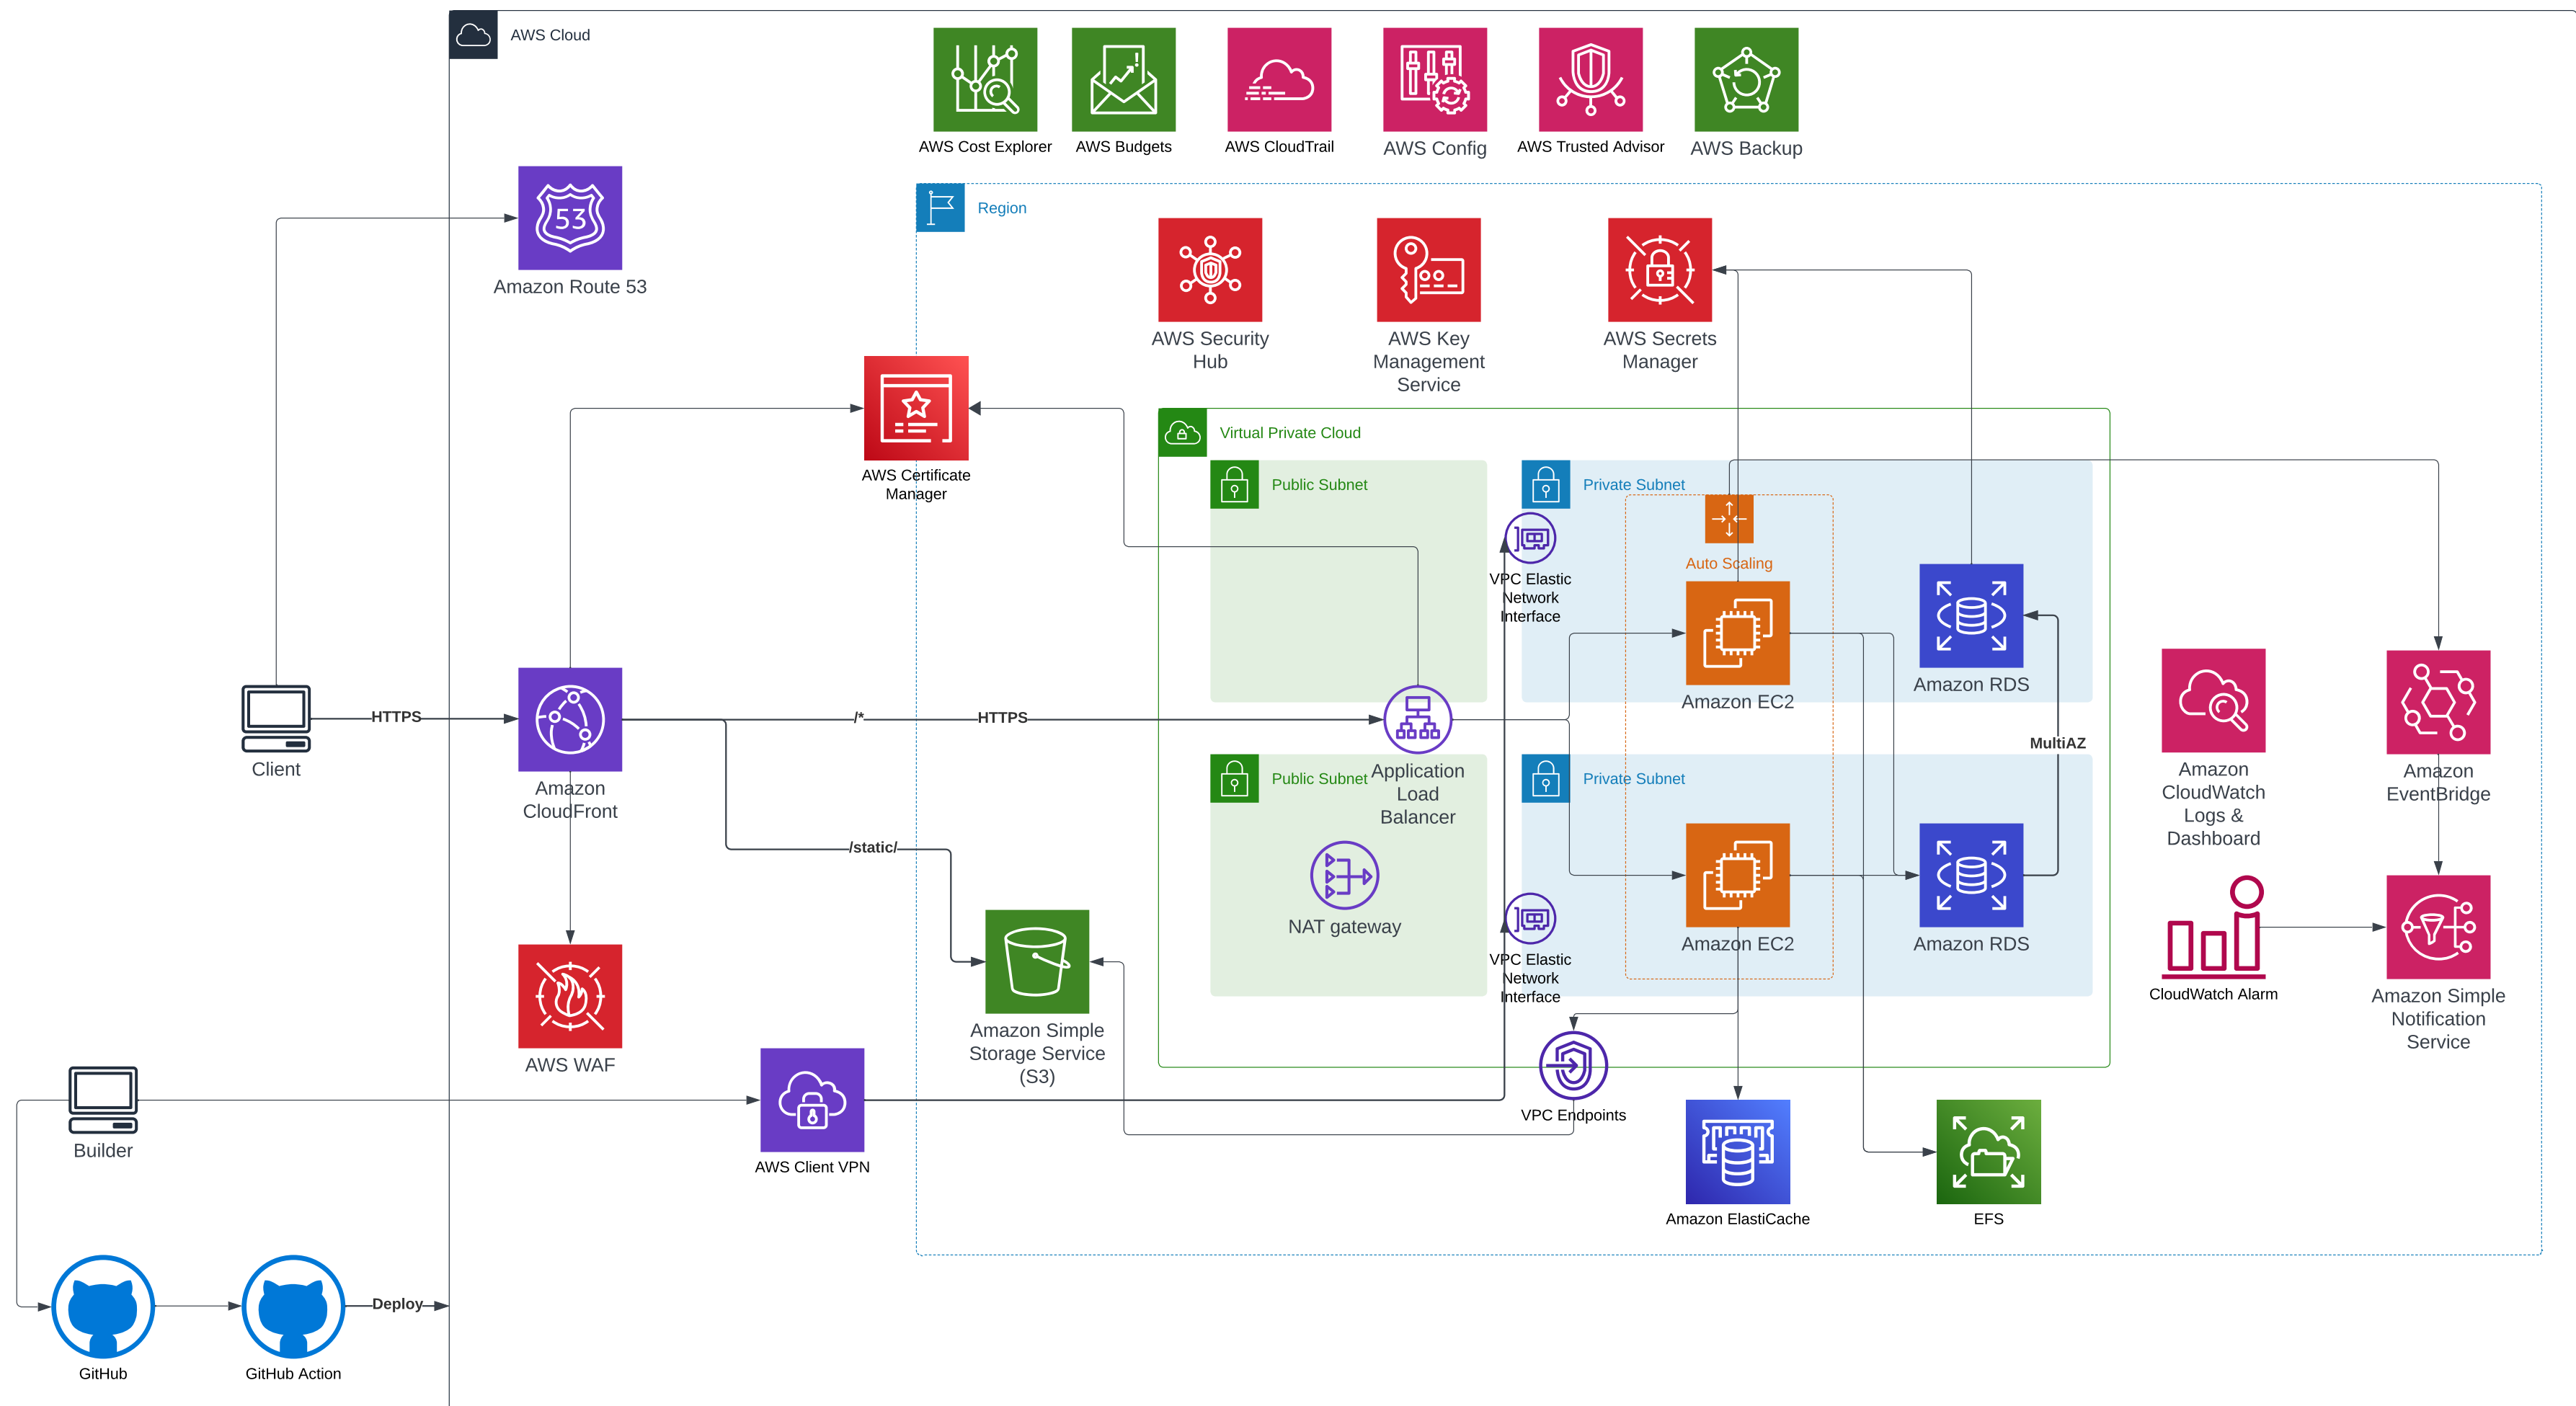 AWS Cloud
AWS Cost Explorer
AWS Budgets
AWS CloudTrail
AWS Config
AWS Trusted Advisor
AWS Backup
53
Amazon Route 53
Region
AWS Security
Hub
AWS Key
Management
Service
AWS Secrets
Manager
AWS Certificate
Manager
Virtual Private Cloud
Public Subnet
Private Subnet
Auto Scaling
VPC Elastic
Network
Interface
Amazon EC2
Amazon RDS
HTTPS
/*
HTTPS
Client
Amazon
CloudFront
Public Subnet
Application
Load
Balancer
Private Subnet
MultiAZ
Amazon
CloudWatch
Logs &
Dashboard
Amazon
EventBridge
/static/
NAT gateway
VPC Elastic
Network
Interface
Amazon EC2
Amazon RDS
CloudWatch Alarm
Amazon Simple
Notification
Service
AWS WAF
Amazon Simple
Storage Service
(S3)
VPC Endpoints
Builder
AWS Client VPN
Amazon ElastiCache
EFS
Deploy
GitHub
GitHub Action